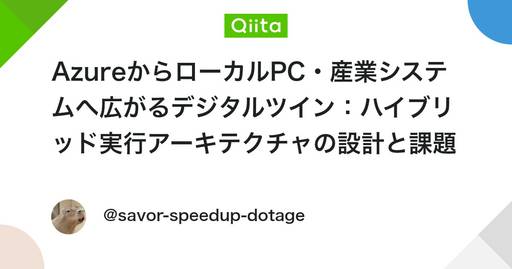 Qiita
AzureからローカルPC・産業システ
ムへ広がるデジタルツイン：ハイブリ
ッド実行アーキテクチャの設計と課題
@savor-speedup-dotage